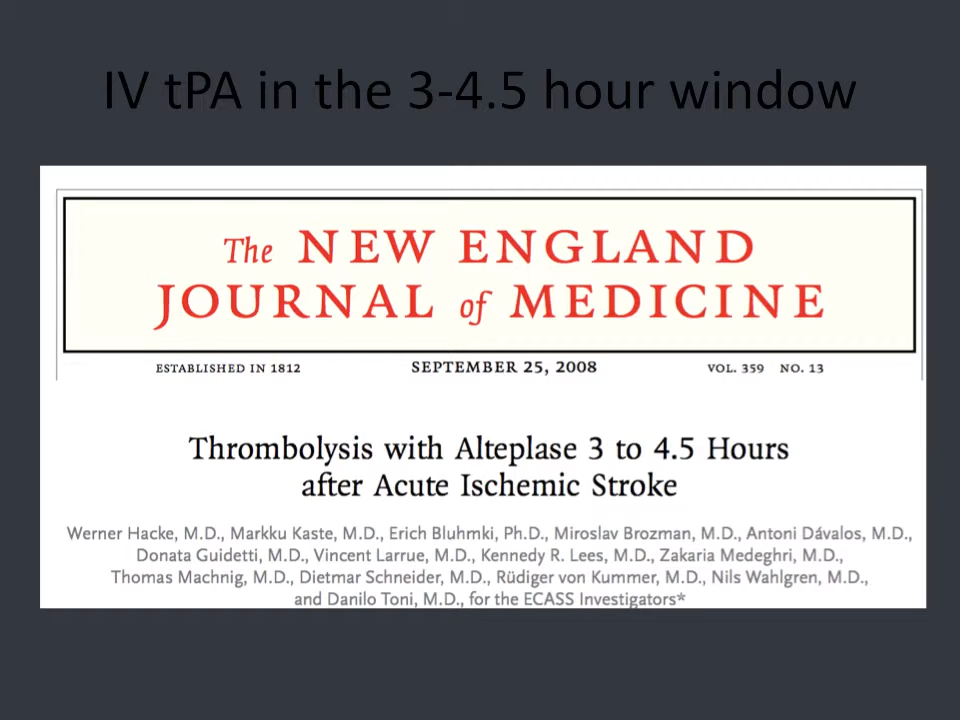 IV tPA in the 3-4.5 hour window
The NEW ENGLAND
JOURNAL of MEDICINE
ESTABLISHED IN 1812 SEPTEMBER 25, 2008 VOL. 359 NO. 13
Thrombolysis with Alteplase 3 to 4.5 Hours
after Acute Ischemic Stroke
Werner Hacke, M.D., Markku Kaste, M.D., Erich Bluhmki, Ph.D., Miroslav Brozman, M.D., Antoni Dávalos, M.D.,
Donata Guidetti, M.D., Vincent Larrue, M.D., Kennedy R. Lees, M.D., Zakaria Medeghri, M.D.,
Thomas Machnig, M.D., Dietmar Schneider, M.D., Rüdiger von Kummer, M.D., Nils Wahlgren, M.D.,
and Danilo Toni, M.D., for the ECASS Investigators*